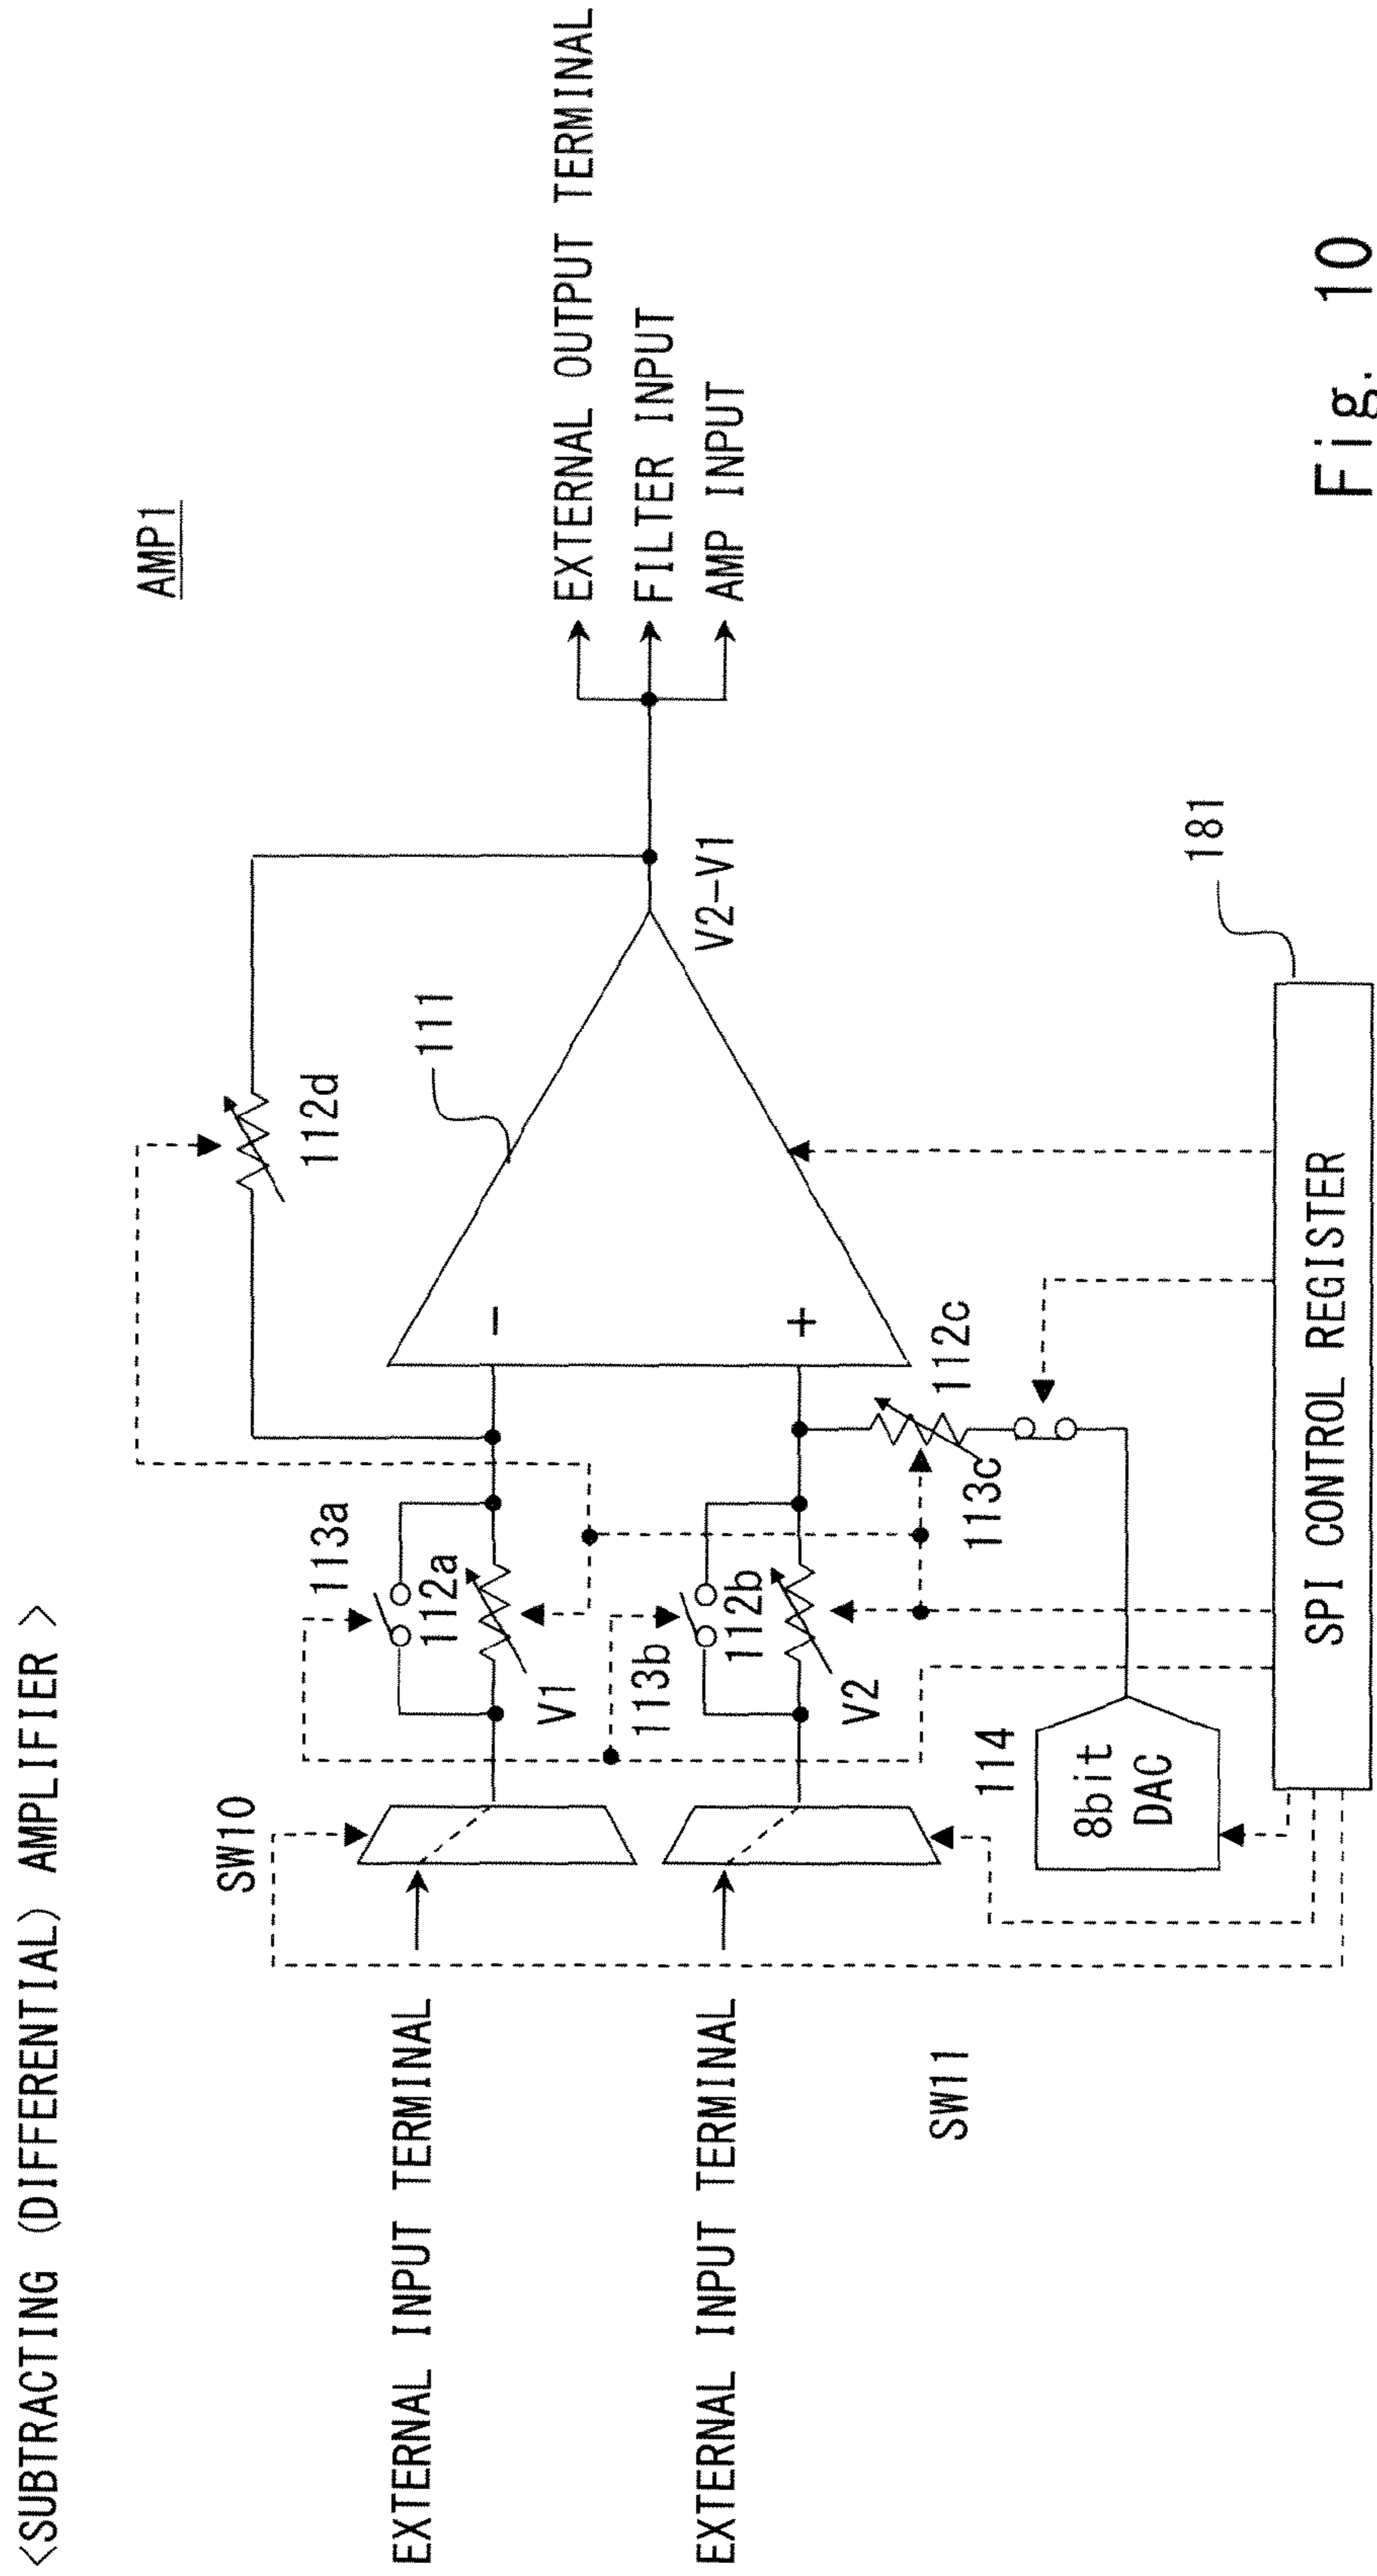 <SUBTRACTING (DIFFERENTIAL) AMPLIFIER >
AMP1
SW10
113a
112d
112a
111
EXTERNAL INPUT TERMINAL
V1
EXTERNAL OUTPUT TERMINAL
FILTER INPUT
AMP INPUT
V2-V1
−
+
113b
112b
EXTERNAL INPUT TERMINAL
V2
112c
113c
SW11
114
8bit
DAC
181
SPI CONTROL REGISTER
Fig. 10